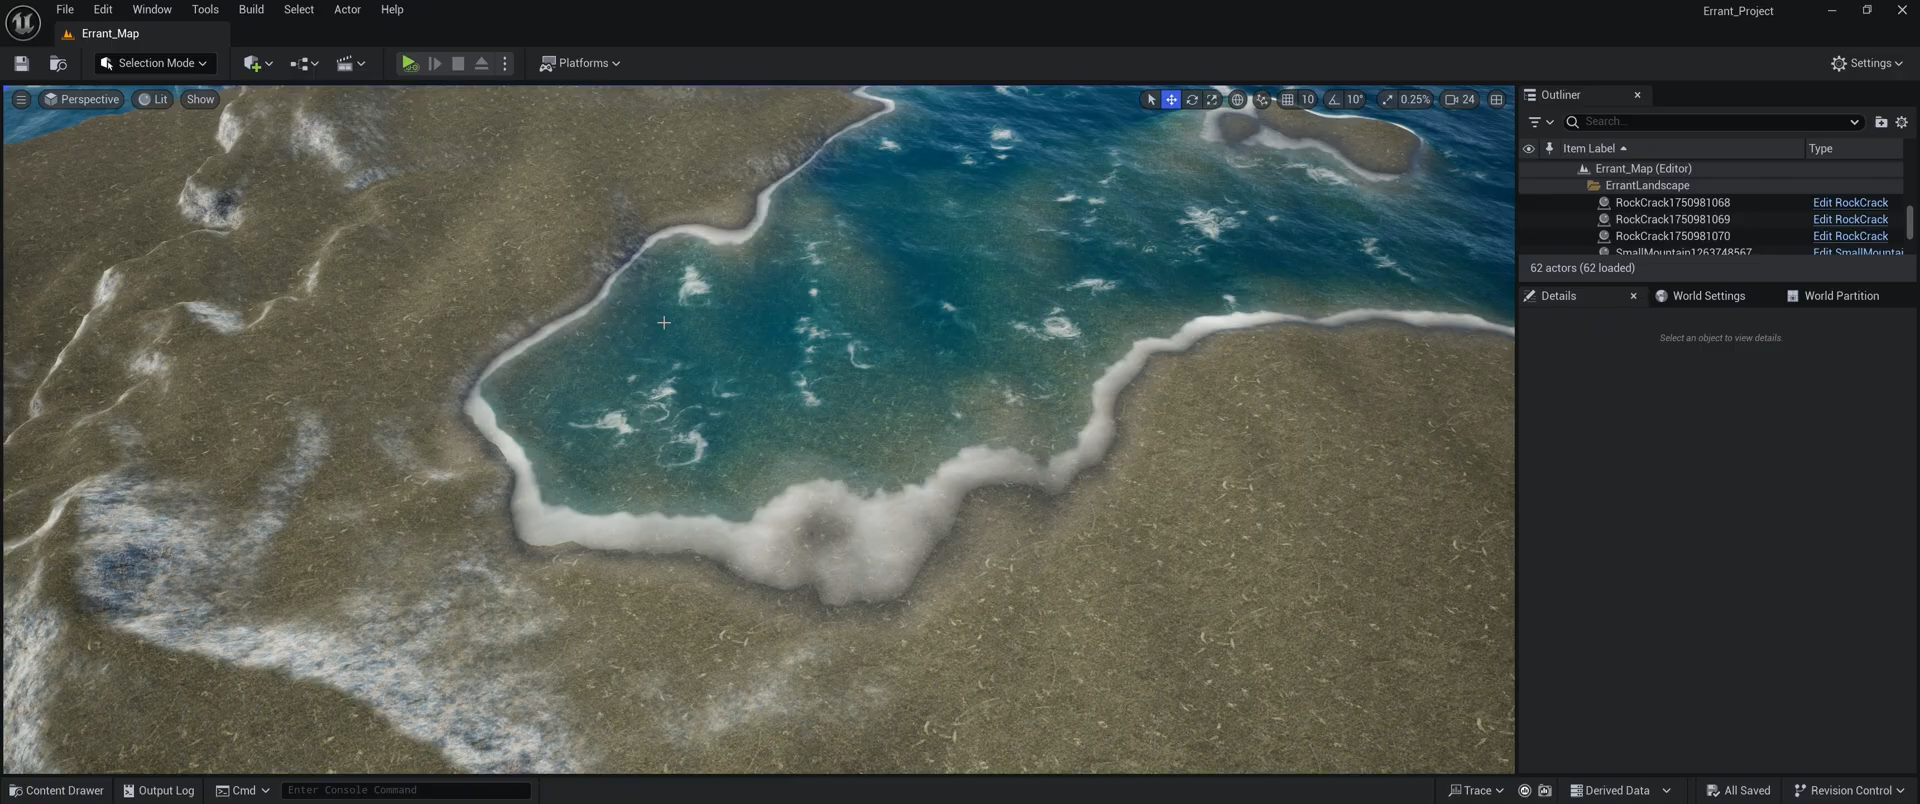 File Edit Window Tools Build Select Actor Help
Errant_Project
Errant_Map
Selection Mode
Platforms
Settings
Perspective Lit Show
10 10° 0.25% 24
Outliner
Search...
Item Label Type
Errant_Map (Editor)
ErrantLandscape
RockCrack1750981068 Edit RockCrack
RockCrack1750981069 Edit RockCrack
RockCrack1750981070 Edit RockCrack
SmallMountain1263748567 Edit SmallMountai
62 actors (62 loaded)
Details World Settings World Partition
Select an object to view details.
Content Drawer Output Log Cmd Enter Console Command Trace Derived Data All Saved Revision Control